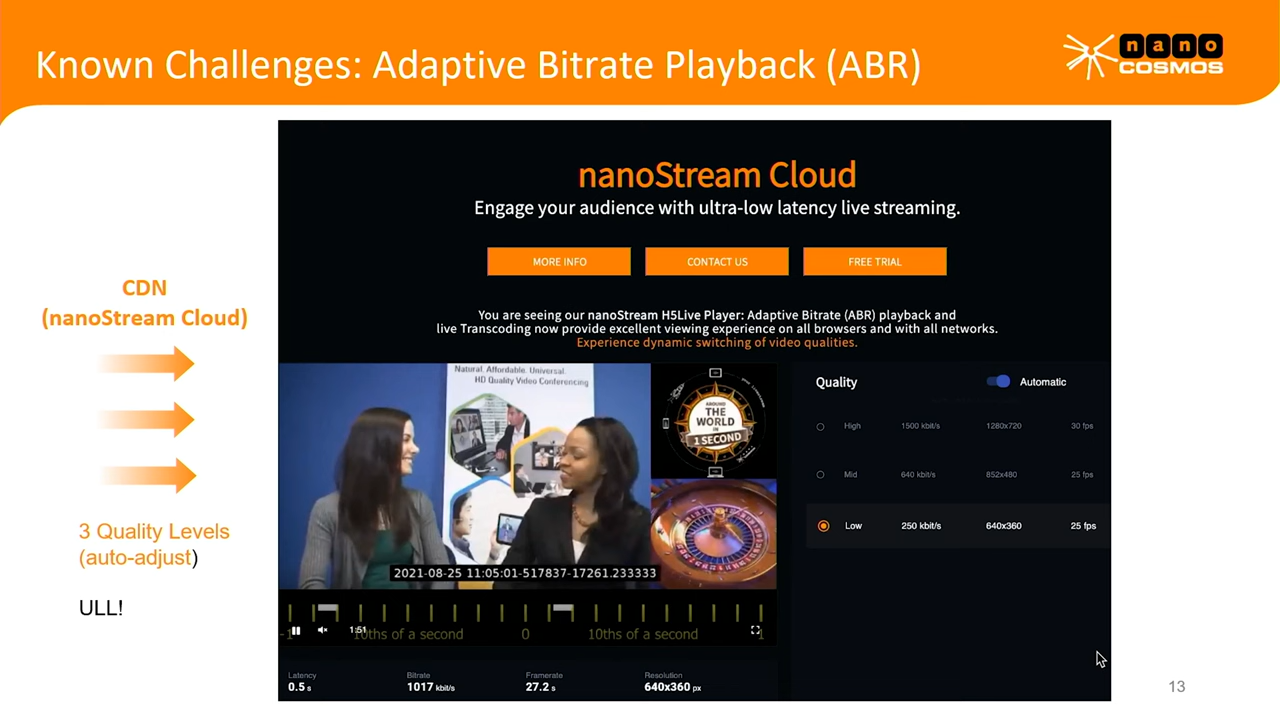 Known Challenges: Adaptive Bitrate Playback (ABR)
nano
COSMOS
nanoStream Cloud
Engage your audience with ultra-low latency live streaming.
MORE INFO
CONTACT US
FREE TRIAL
You are seeing our nanoStream H5Live Player: Adaptive Bitrate (ABR) playback and
live Transcoding now provide excellent viewing experience on all browsers and with all networks.
Experience dynamic switching of video qualities.
CDN
(nanoStream Cloud)
3 Quality Levels
(auto-adjust)
ULL!
Natural. Affordable. Universal.
HD Quality Video Conferencing
AROUND
THE
WORLD
IN
1 SECOND
2021-08-25 11:05:01-517837-17261.233333
-1 10ths of a second 0 10ths of a second 1
1:51
Quality Automatic
High 1500 kbit/s 1280x720 30 fps
Mid 640 kbit/s 852x480 25 fps
Low 250 kbit/s 640x360 25 fps
Latency Bitrate Framerate Resolution
0.5 s 1017 kbit/s 27.2 s 640x360 px
13